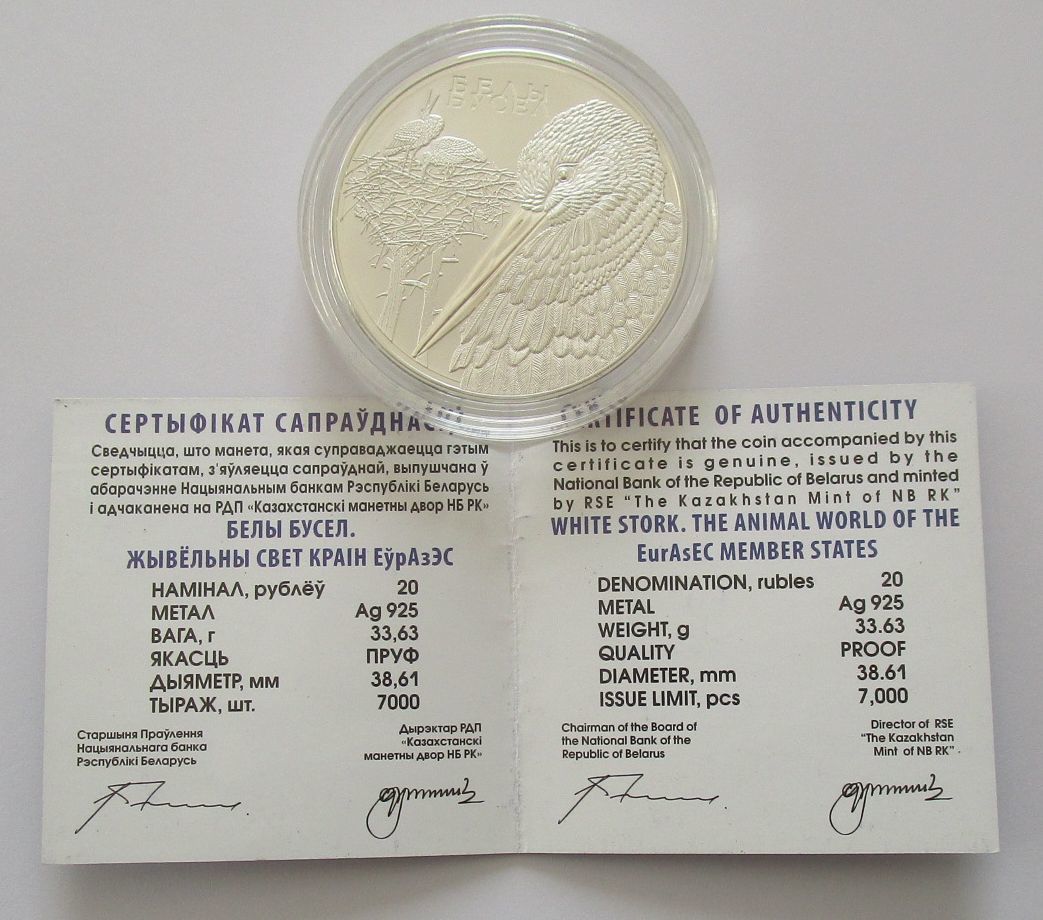 БЕЛЫ
БУСЕЛ
СЕРТЫФІКАТ
Сведчыцца, што манета, якая суправаджаецца гэтым
сертыфікатам, з'яўляецца сапраўднай, выпушчана ў
абарачэнне Нацыянальным банкам Рэспублікі Беларусь
і адчаканена на РДП «Казахстанскі манетны двор НБ РК»
БЕЛЫ БУСЕЛ.
ЖЫВЁЛЬНЫ СВЕТ КРАІН ЕўрАзЭС
НАМІНАЛ, рублёў 20
МЕТАЛ Ag 925
ВАГА, г 33,63
ЯКАСЦЬ ПРУФ
ДЫЯМЕТР, мм 38,61
ТЫРАЖ, шт. 7000
Старшыня Праўлення
Нацыянальнага банка
Рэспублікі Беларусь
Дырэктар РДП
«Казахстанскі
манетны двор НБ РК»
CERTIFICATE OF AUTHENTICITY
This is to certify that the coin accompanied by this
certificate is genuine, issued by the
National Bank of the Republic of Belarus and minted
by RSE “The Kazakhstan Mint of NB RK”
WHITE STORK. THE ANIMAL WORLD OF THE
EurAsEC MEMBER STATES
DENOMINATION, rubles 20
METAL Ag 925
WEIGHT, g 33.63
QUALITY PROOF
DIAMETER, mm 38.61
ISSUE LIMIT, pcs 7,000
Chairman of the Board of
the National Bank of the
Republic of Belarus
Director of RSE
“The Kazakhstan
Mint of NB RK”